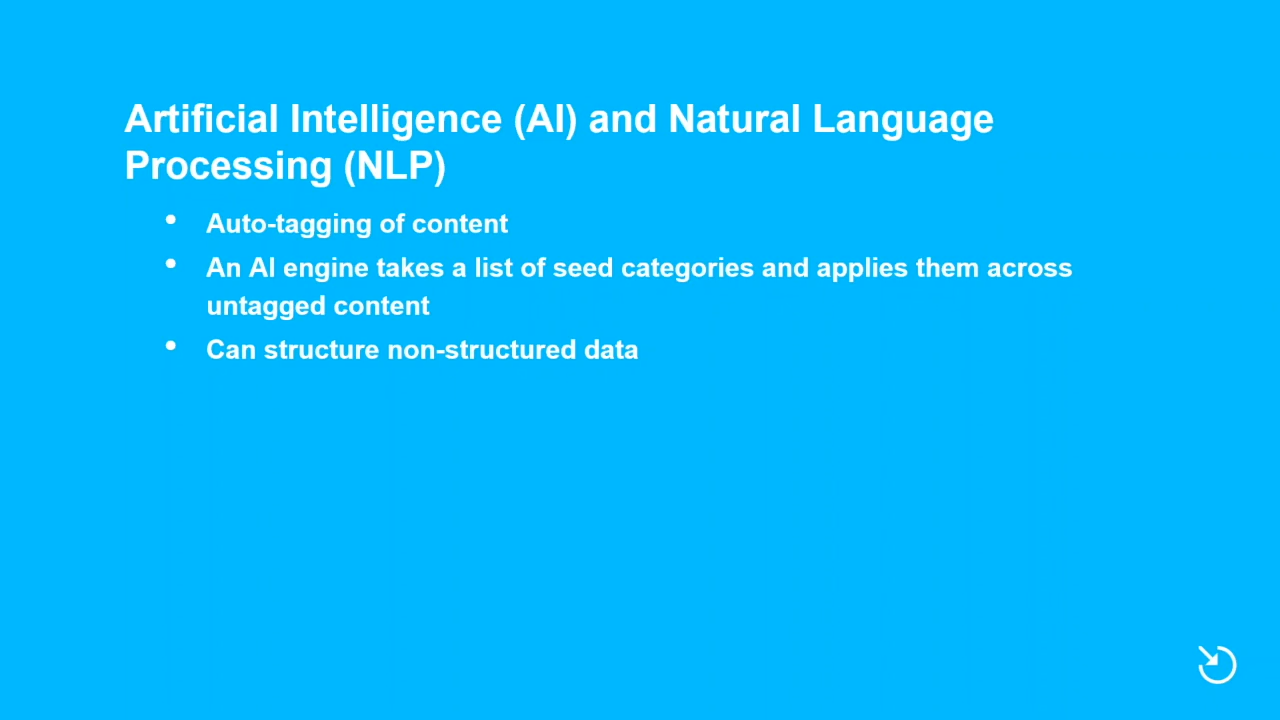 Artificial Intelligence (AI) and Natural Language
Processing (NLP)
• Auto-tagging of content
• An AI engine takes a list of seed categories and applies them across
untagged content
• Can structure non-structured data